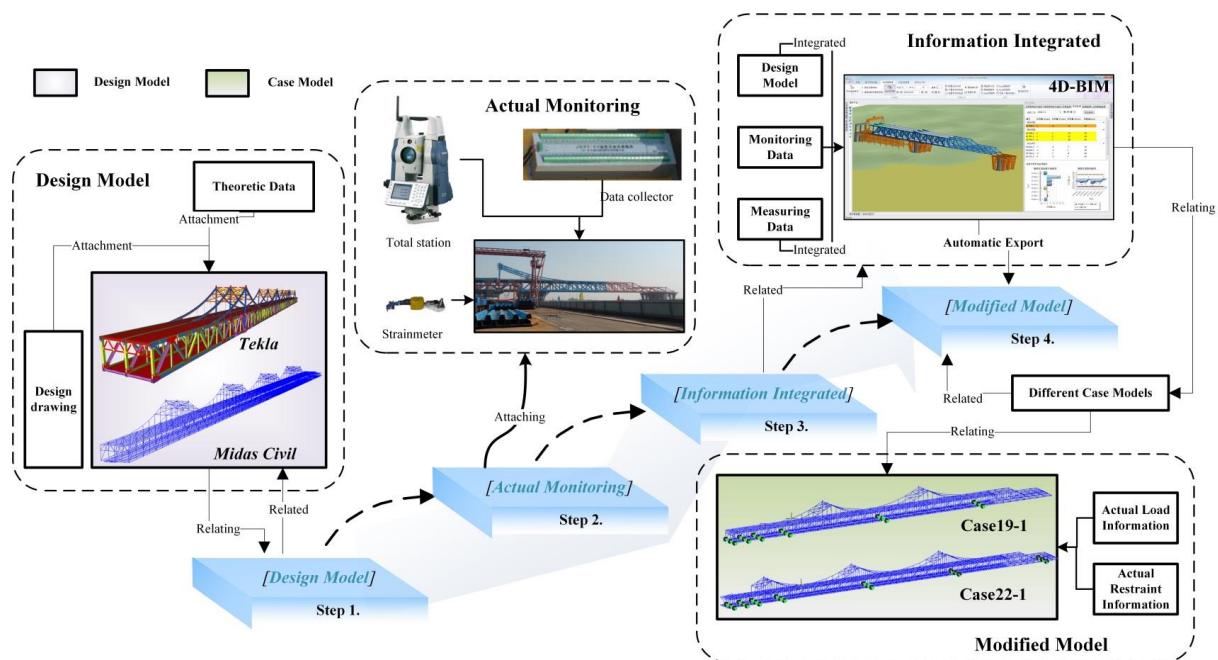 Design Model
Case Model
Design Model
Theoretic Data
Attachment
Attachment
Design
drawing
Tekla
Midas Civil
Relating
Related
[Design Model]
Step 1.
Actual Monitoring
Total station
Data collector
Strainmeter
Attaching
[Actual Monitoring]
Step 2.
Information Integrated
Integrated
Design
Model
Monitoring
Data
Measuring
Data
Integrated
4D-BIM
Automatic Export
Relating
Related
[Information Integrated]
Step 3.
[Modified Model]
Step 4.
Related
Different Case Models
Relating
Case19-1
Case22-1
Actual Load
Information
Actual
Restraint
Information
Modified Model